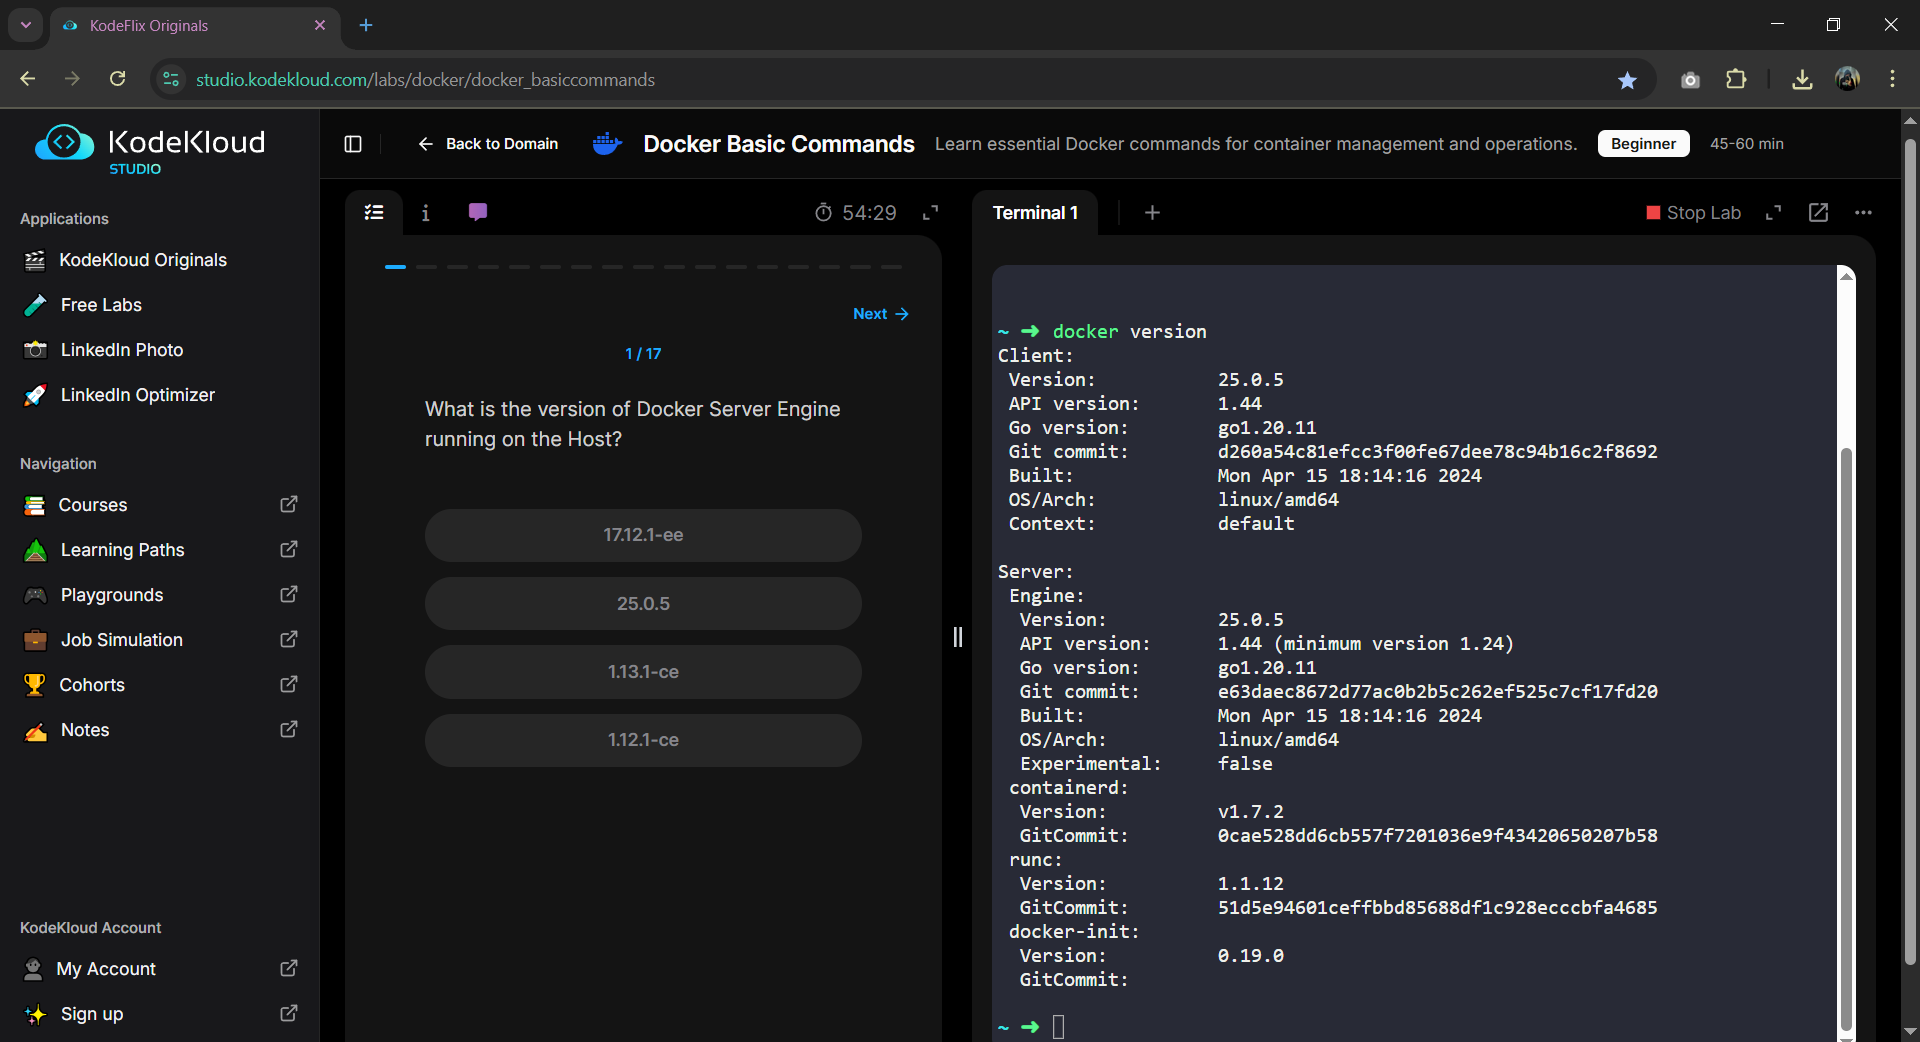 KodeFlix Originals
studio.kodekloud.com/labs/docker/docker_basiccommands
KodeKloud
STUDIO
Back to Domain
Docker Basic Commands
Learn essential Docker commands for container management and operations.
Beginner
45-60 min
Applications
KodeKloud Originals
Free Labs
LinkedIn Photo
LinkedIn Optimizer
Navigation
Courses
Learning Paths
Playgrounds
Job Simulation
Cohorts
Notes
KodeKloud Account
My Account
Sign up
54:29
Next
1 / 17
What is the version of Docker Server Engine
running on the Host?
17.12.1-ee
25.0.5
1.13.1-ce
1.12.1-ce
Terminal 1
Stop Lab
~ ➜ docker version
Client:
Version: 25.0.5
API version: 1.44
Go version: go1.20.11
Git commit: d260a54c81efcc3f00fe67dee78c94b16c2f8692
Built: Mon Apr 15 18:14:16 2024
OS/Arch: linux/amd64
Context: default
Server:
Engine:
Version: 25.0.5
API version: 1.44 (minimum version 1.24)
Go version: go1.20.11
Git commit: e63daec8672d77ac0b2b5c262ef525c7cf17fd20
Built: Mon Apr 15 18:14:16 2024
OS/Arch: linux/amd64
Experimental: false
containerd:
Version: v1.7.2
GitCommit: 0cae528dd6cb557f7201036e9f43420650207b58
runc:
Version: 1.1.12
GitCommit: 51d5e94601ceffbbd85688df1c928ecccbfa4685
docker-init:
Version: 0.19.0
GitCommit:
~ ➜